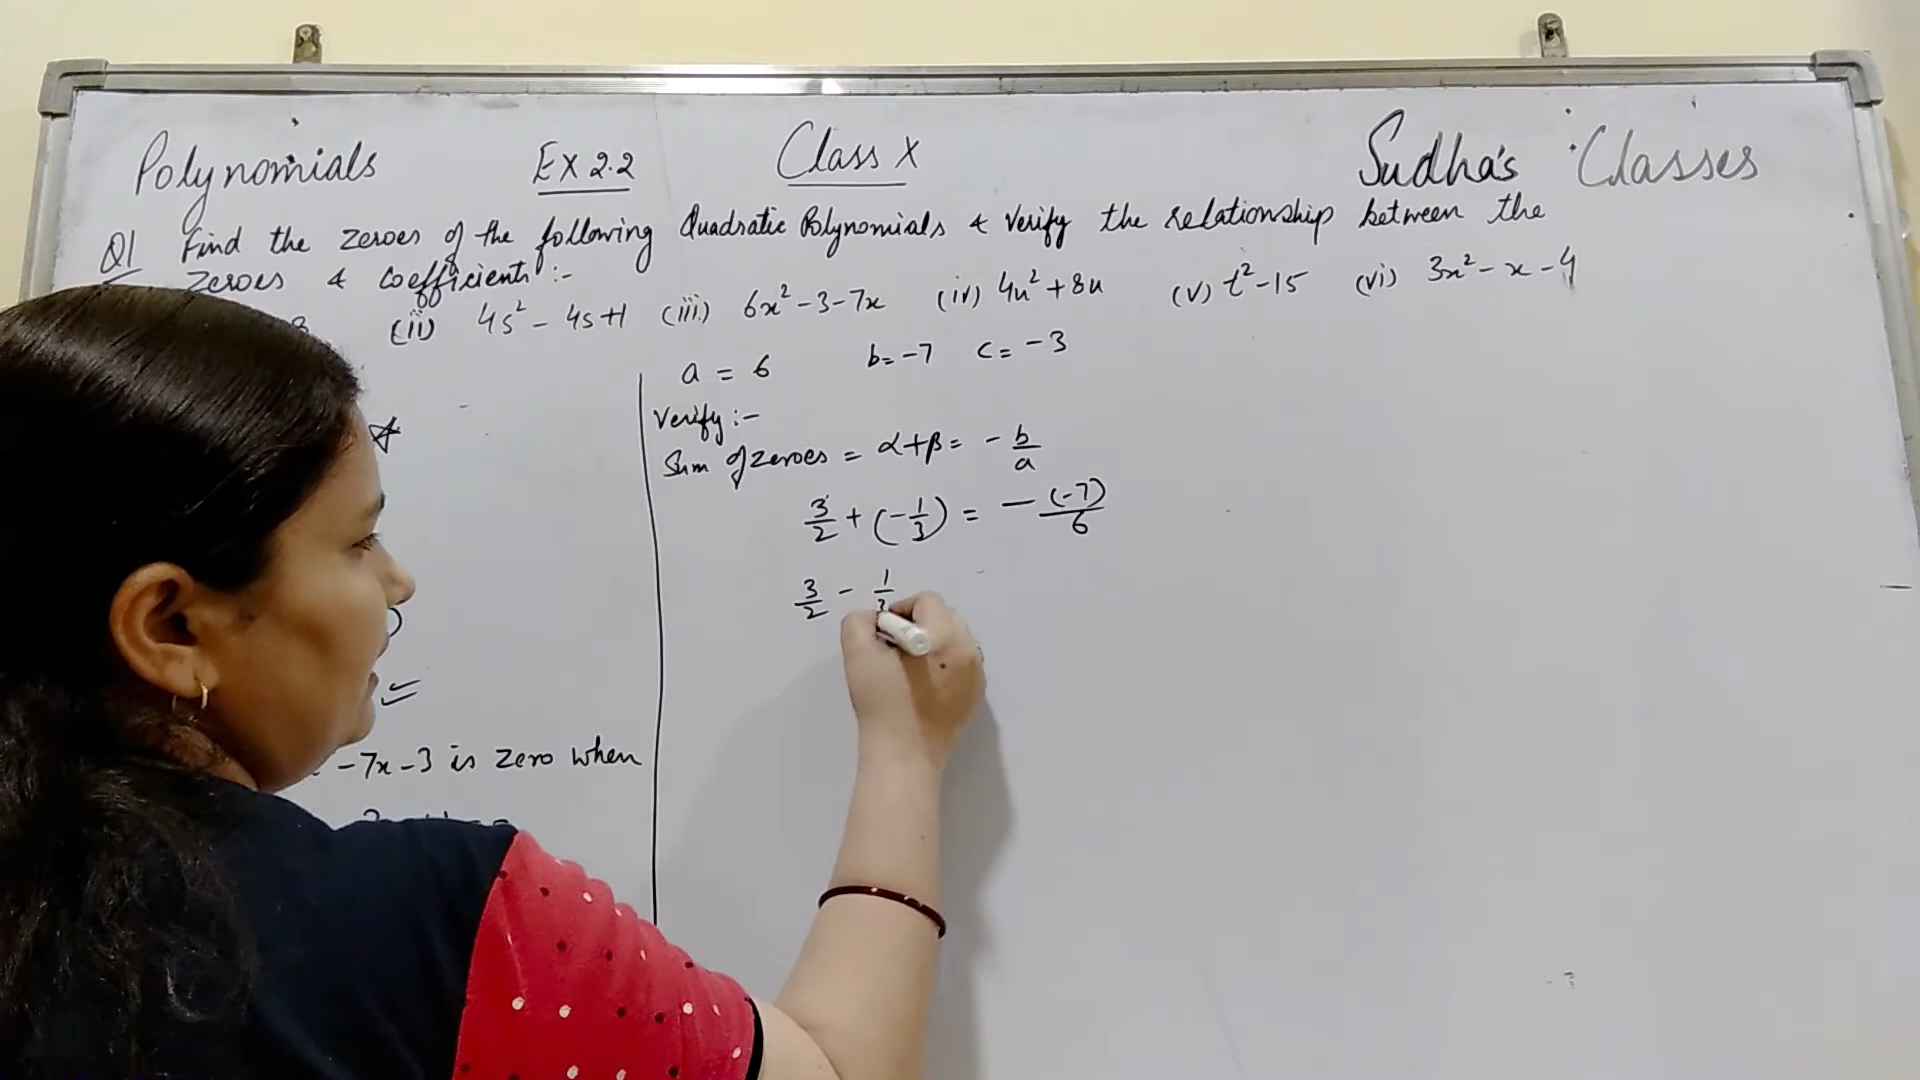 Polynomials EX 2.2 Class X Sudha's Classes
Q1 Find the zeroes of the following Quadratic Polynomials & Verify the relationship between the
zeroes & coefficients :-
8 (ii) 4s² - 4s+1 (iii) 6x² - 3 - 7x (iv) 4u² + 8u (v) t² - 15 (vi) 3x² - x - 4
a = 6 b = -7 c = -3
Verify :-
Sum of zeroes = α+β = - b/a
3/2 + (-1/3) = - (-7)/6
3/2 - 1/3
-7x-3 is zero when